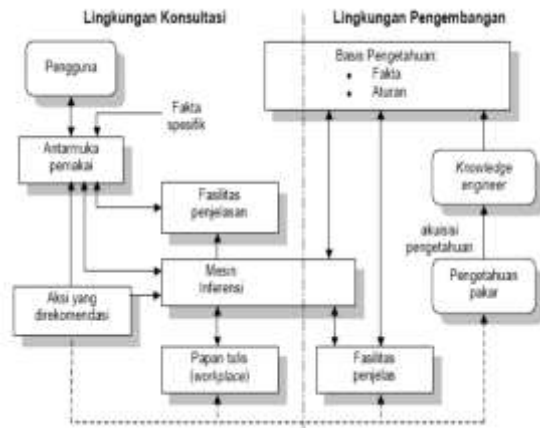 Lingkungan Konsultasi
Lingkungan Pengembangan
Pengguna
Basis Pengetahuan:
• Fakta
• Aturan
Fakta
spesifik
Antarmuka
pemakai
Knowledge
engineer
Fasilitas
penjelasan
akuisisi
pengetahuan
Mesin
Inferensi
Pengetahuan
pakar
Aksi yang
direkomendasi
Papan tulis
(workplace)
Fasilitas
penjelas